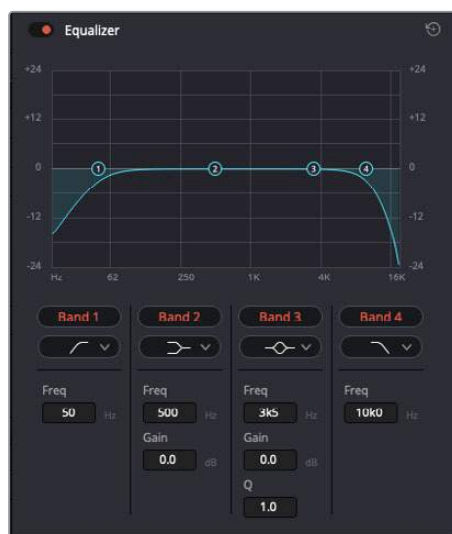 Equalizer
+24 +24
+12 +12
1 2 3 4
0 0
-12 -12
-24 -24
Hz 62 250 1K 4K 16K
Band 1 Band 2 Band 3 Band 4
Freq Freq Freq Freq
50 Hz 500 Hz 3k5 Hz 10k0 Hz
Gain Gain
0.0 dB 0.0 dB
Q
1.0